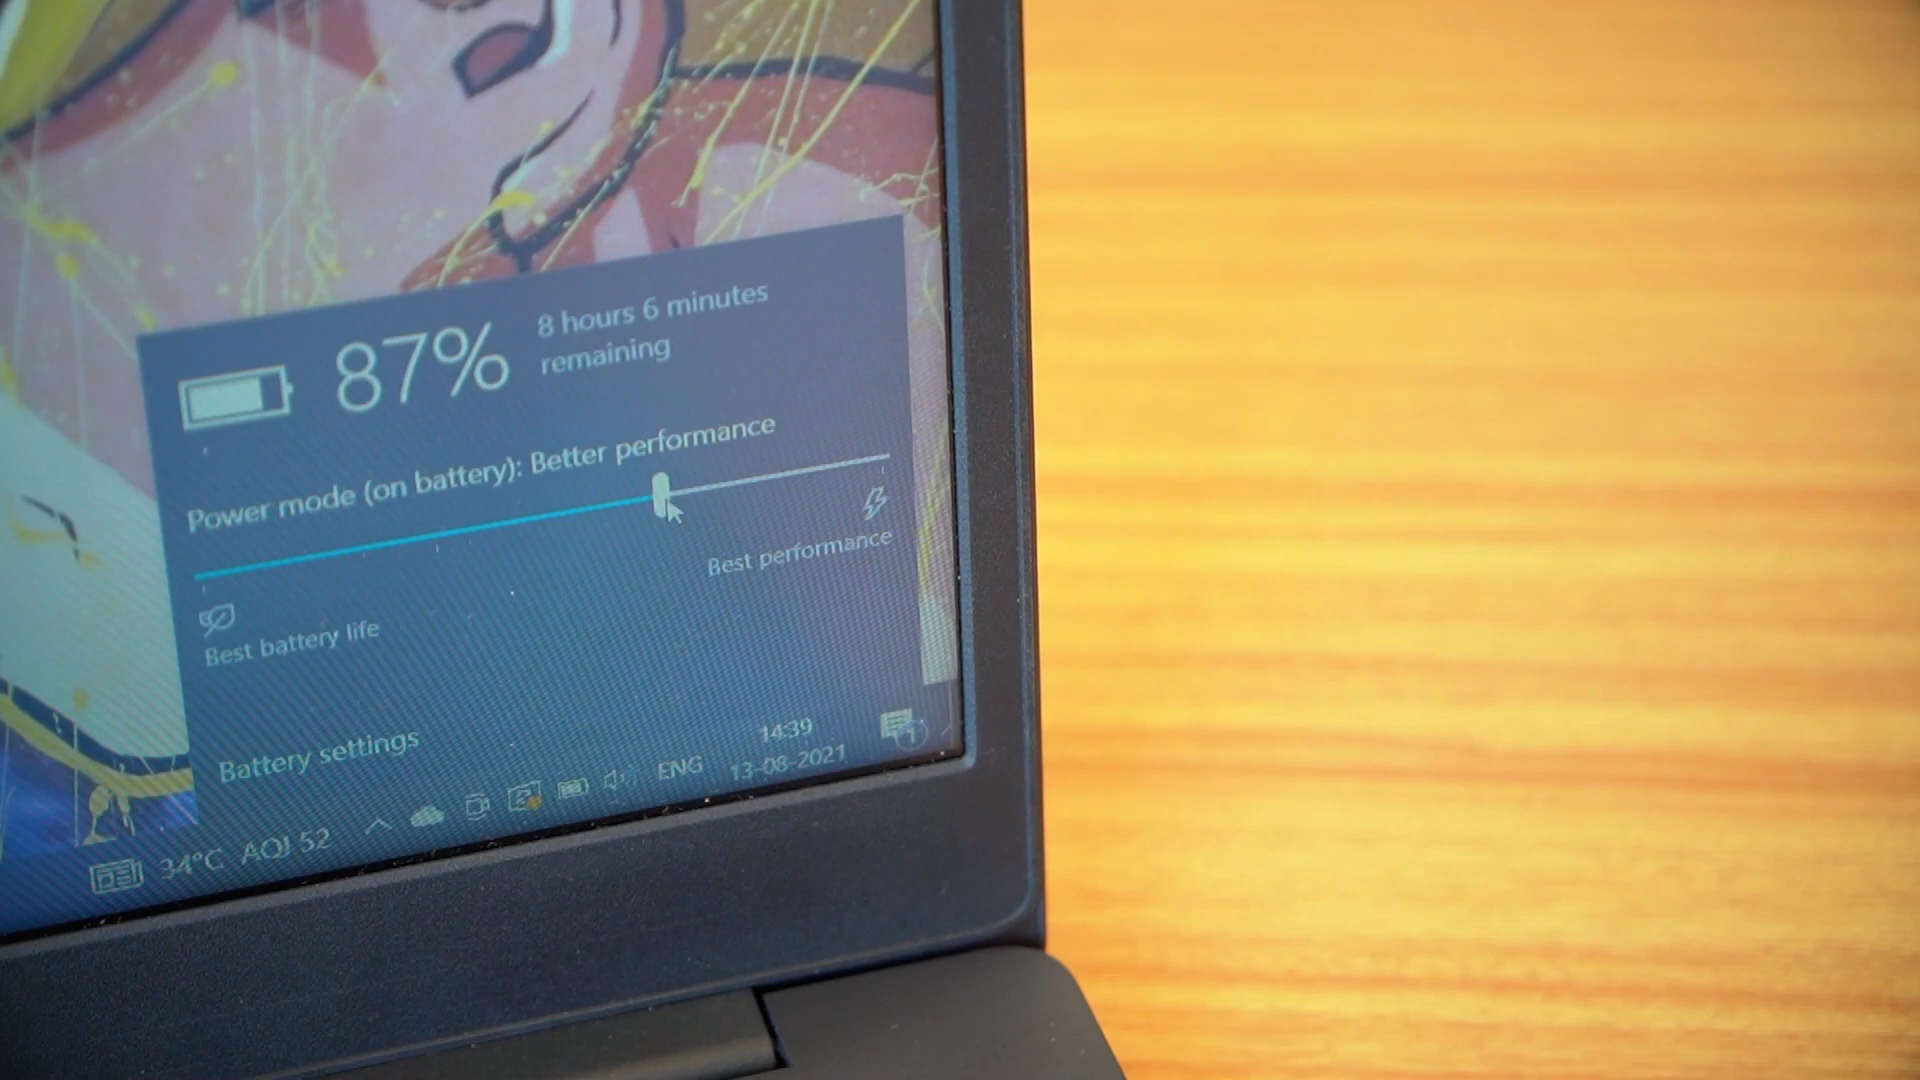 87%
8 hours 6 minutes
remaining
Power mode (on battery): Better performance
Best performance
Best battery life
Battery settings
14:39
13-08-2021
ENG
34°C AQI 52